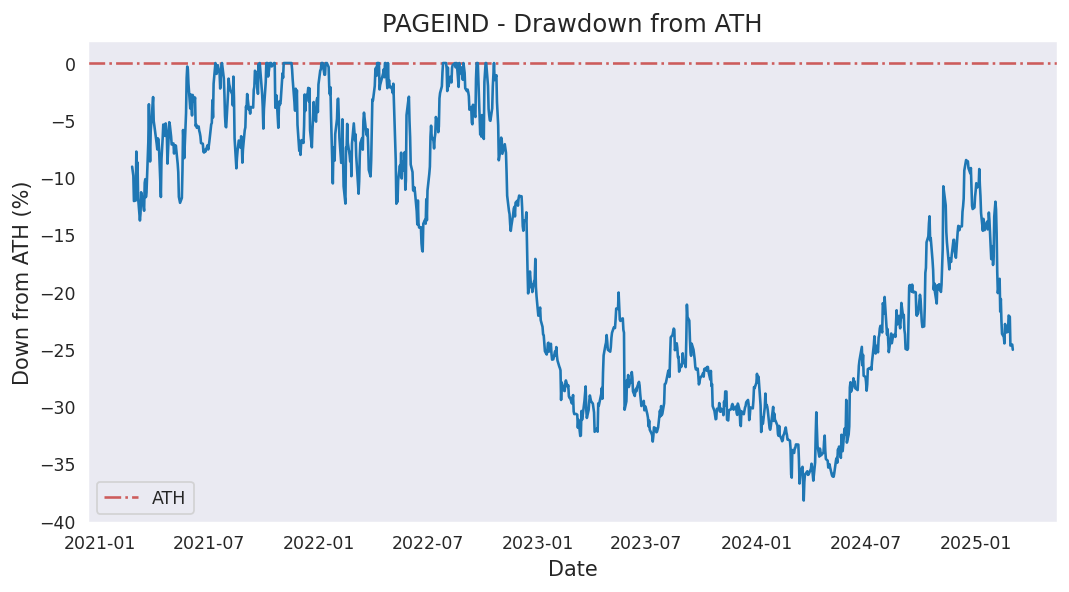 PAGEIND - Drawdown from ATH
Down from ATH (%)
0
−5
−10
−15
−20
−25
−30
−35
−40
ATH
2021-01 2021-07 2022-01 2022-07 2023-01 2023-07 2024-01 2024-07 2025-01
Date